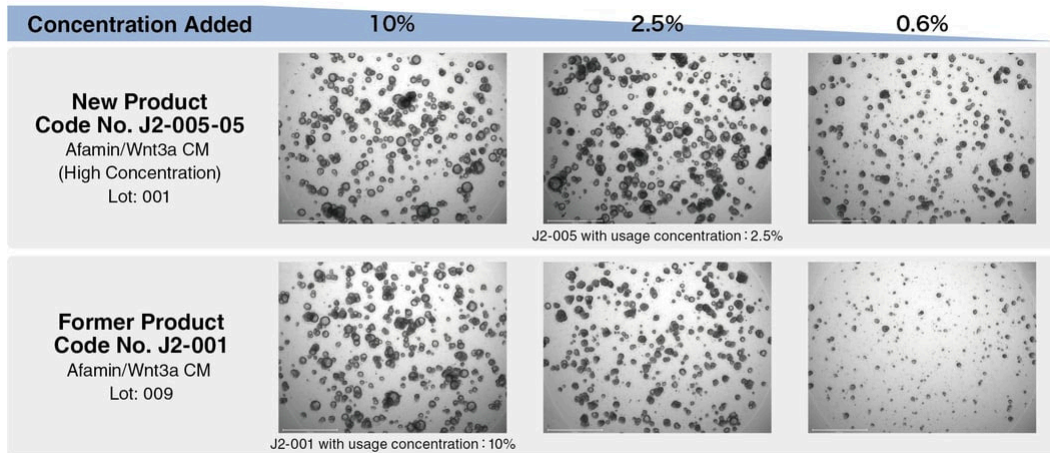 Concentration Added 10% 2.5% 0.6%
New Product
Code No. J2-005-05
Afamin/Wnt3a CM
(High Concentration)
Lot: 001
J2-005 with usage concentration : 2.5%
Former Product
Code No. J2-001
Afamin/Wnt3a CM
Lot: 009
J2-001 with usage concentration : 10%